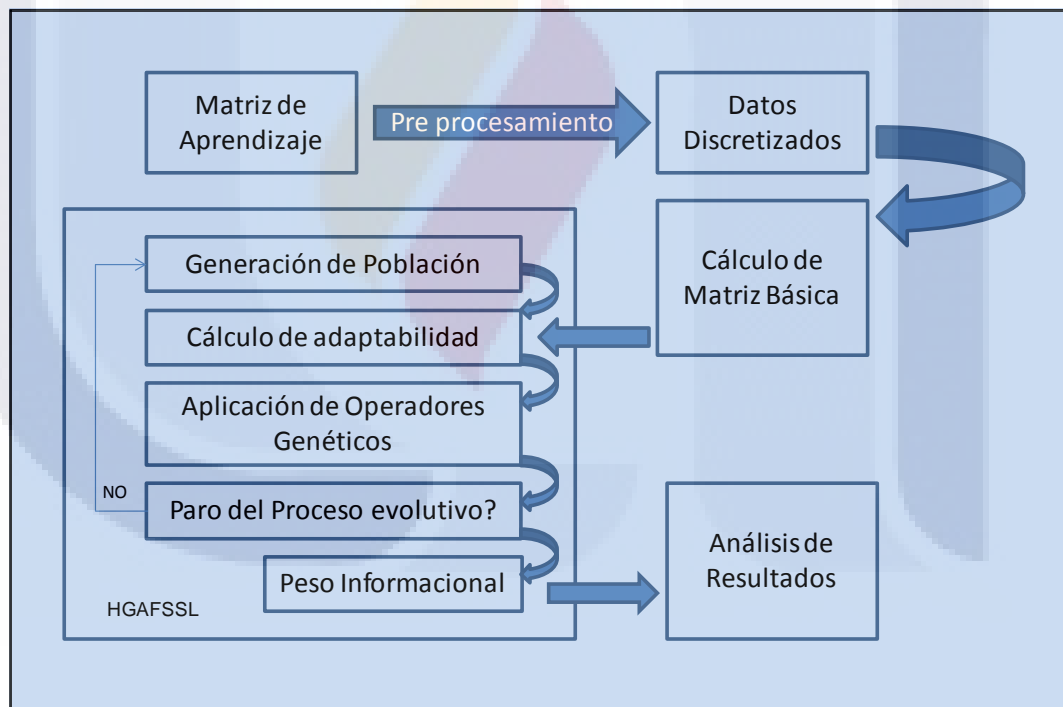 Matriz de
Aprendizaje
Pre procesamiento
Datos
Discretizados
Generación de Población
Cálculo de
Matriz Básica
Cálculo de adaptabilidad
Aplicación de Operadores
Genéticos
NO
Paro del Proceso evolutivo?
Peso Informacional
HGAFSSL
Análisis de
Resultados